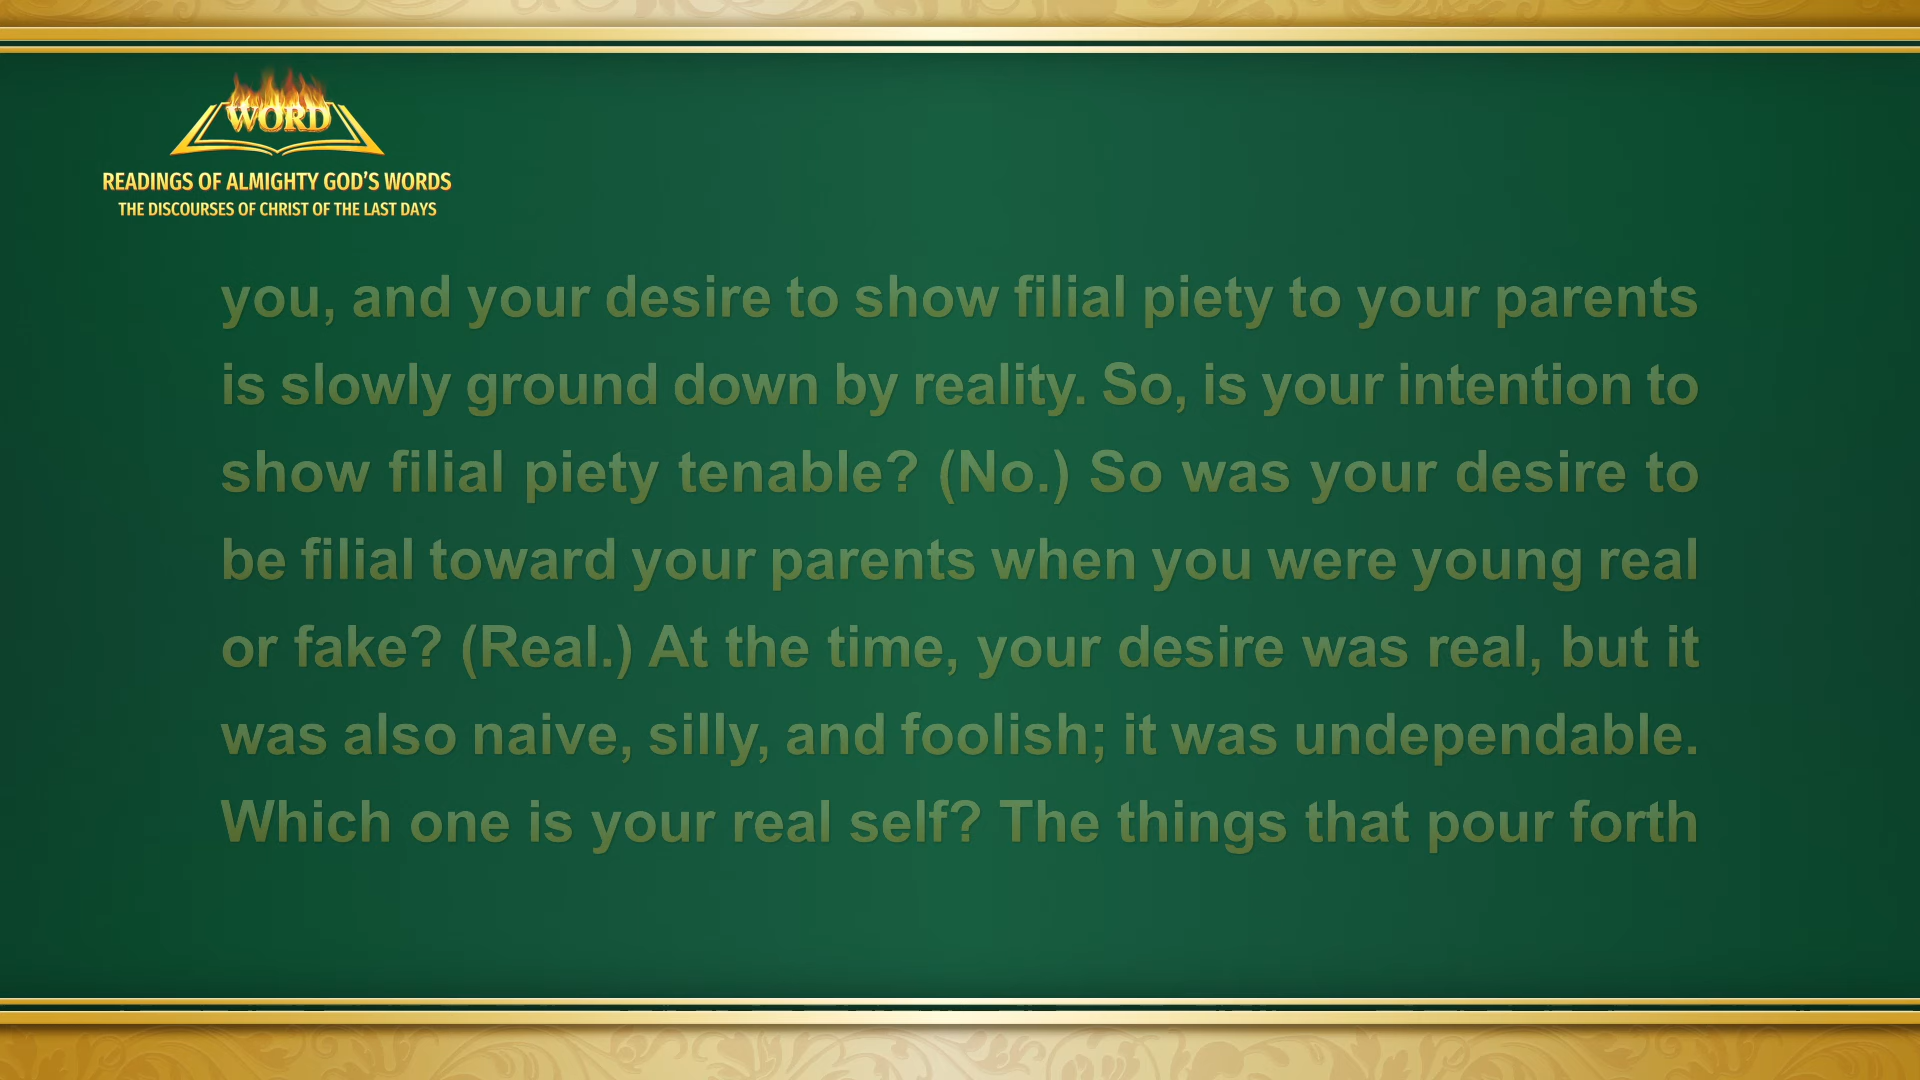 WORD
READINGS OF ALMIGHTY GOD'S WORDS
THE DISCOURSES OF CHRIST OF THE LAST DAYS
you, and your desire to show filial piety to your parents
is slowly ground down by reality. So, is your intention to
show filial piety tenable? (No.) So was your desire to
be filial toward your parents when you were young real
or fake? (Real.) At the time, your desire was real, but it
was also naive, silly, and foolish; it was undependable.
Which one is your real self? The things that pour forth